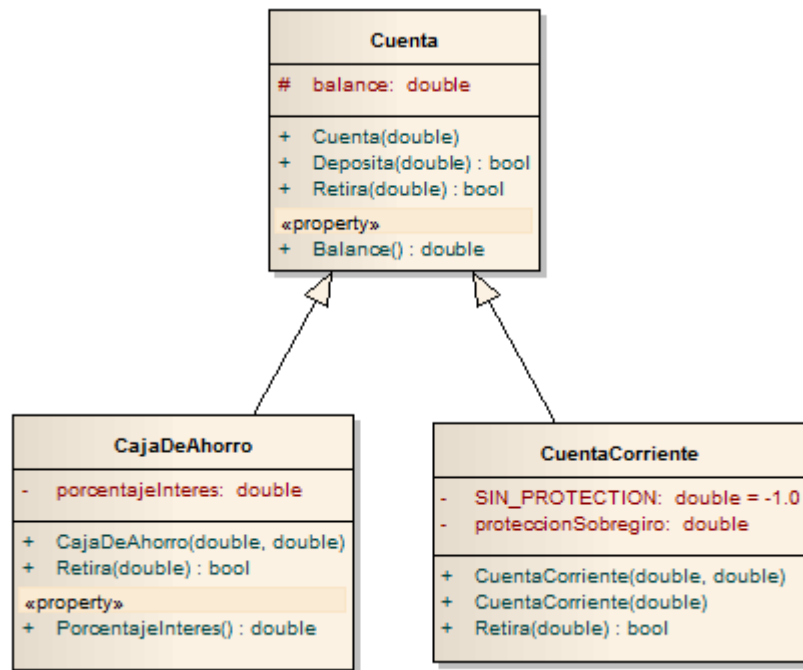 Cuenta
# balance: double
+ Cuenta(double)
+ Deposita(double) : bool
+ Retira(double) : bool
«property»
+ Balance() : double
CajaDeAhorro
- porcentajeInteres: double
+ CajaDeAhorro(double, double)
+ Retira(double) : bool
«property»
+ PorcentajeInteres() : double
CuentaCorriente
- SIN_PROTECTION: double = -1.0
- proteccionSobregiro: double
+ CuentaCorriente(double, double)
+ CuentaCorriente(double)
+ Retira(double) : bool